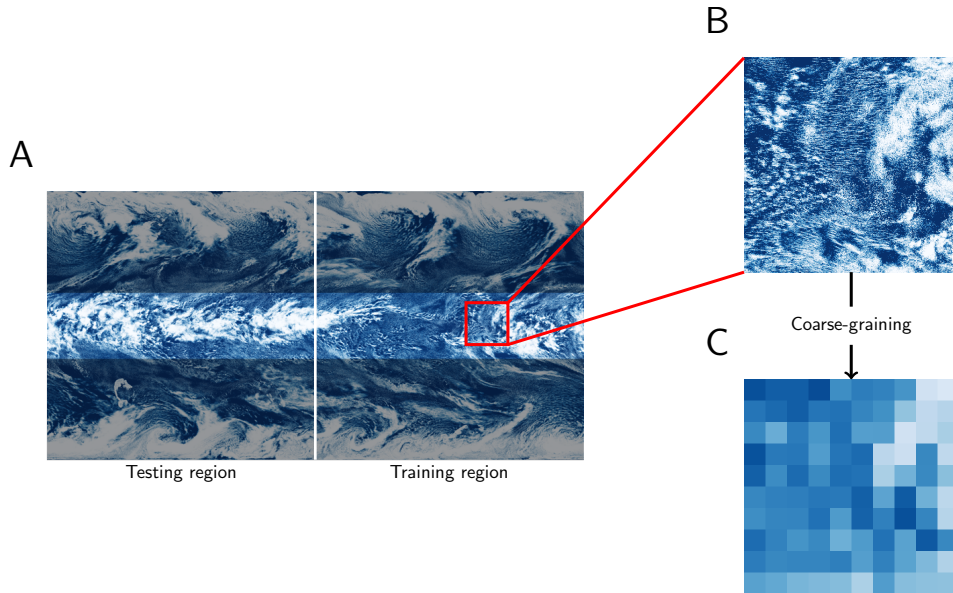 B
A
Testing region
Training region
Coarse-graining
C